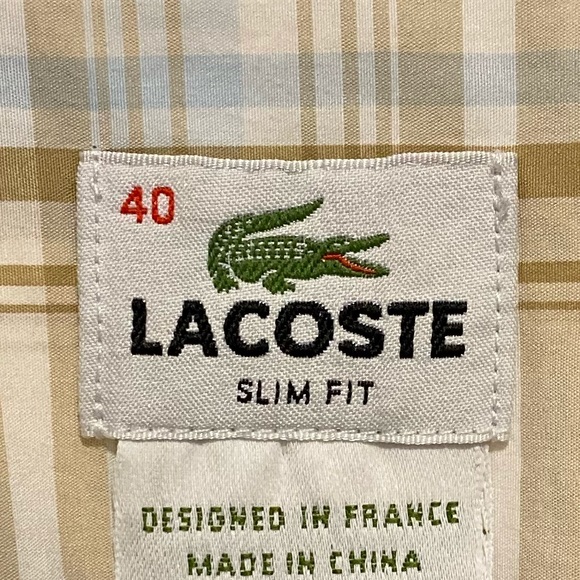 40
LACOSTE
SLIM FIT
DESIGNED IN FRANCE
MADE IN CHINA